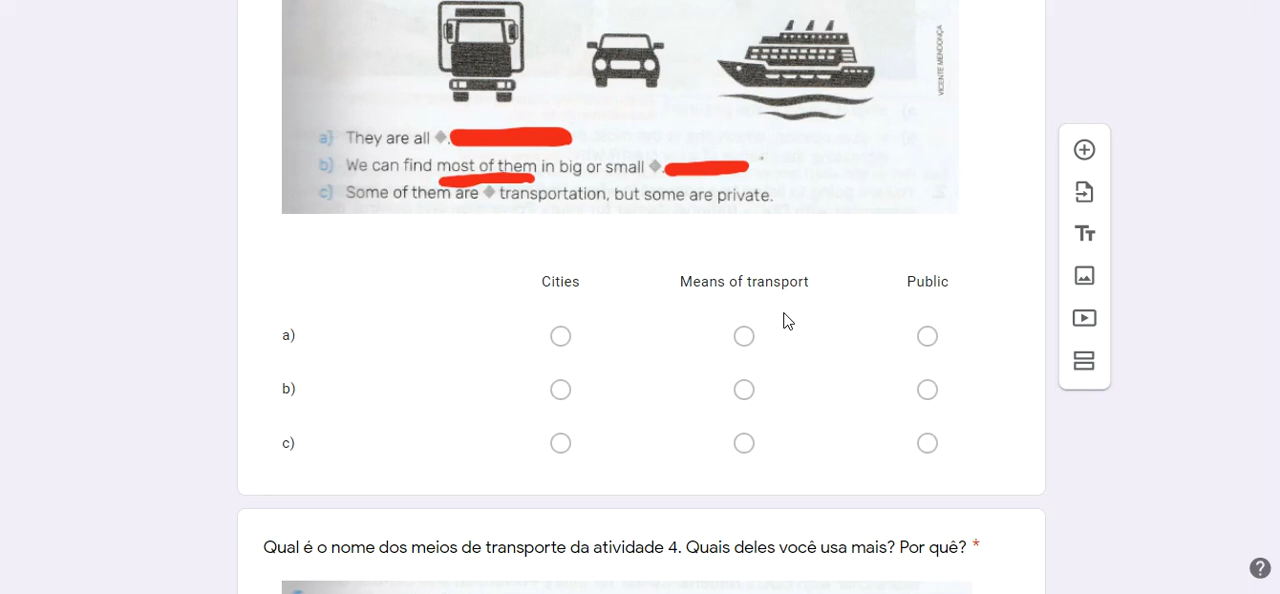 VICENTE MENDONÇA
a) They are all ◆.
b) We can find most of them in big or small ◆.
c) Some of them are ◆ transportation, but some are private.
Cities Means of transport Public
a)
b)
c)
Qual é o nome dos meios de transporte da atividade 4. Quais deles você usa mais? Por quê? *